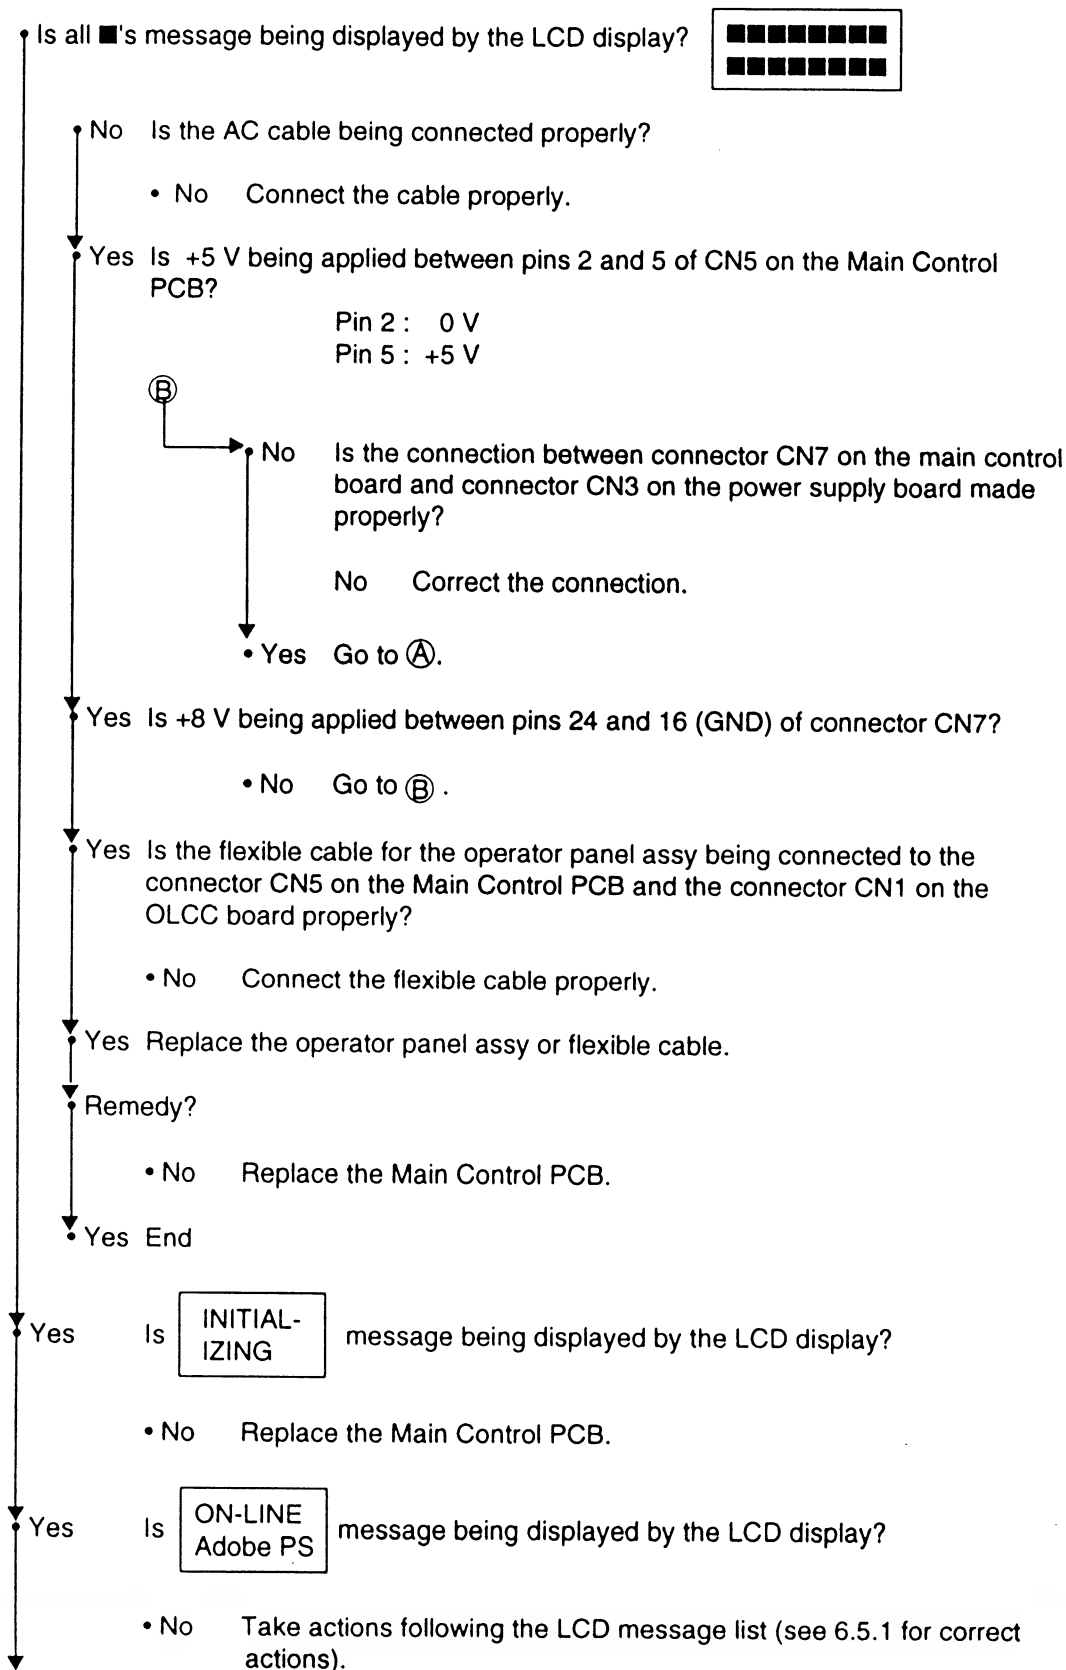 • Is all ■'s message being displayed by the LCD display?
■■■■■■■■
■■■■■■■■
• No Is the AC cable being connected properly?
• No Connect the cable properly.
• Yes Is +5 V being applied between pins 2 and 5 of CN5 on the Main Control
PCB?
Pin 2 : 0 V
Pin 5 : +5 V
Ⓑ
• No Is the connection between connector CN7 on the main control
board and connector CN3 on the power supply board made
properly?
No Correct the connection.
• Yes Go to Ⓐ.
• Yes Is +8 V being applied between pins 24 and 16 (GND) of connector CN7?
• No Go to Ⓑ .
• Yes Is the flexible cable for the operator panel assy being connected to the
connector CN5 on the Main Control PCB and the connector CN1 on the
OLCC board properly?
• No Connect the flexible cable properly.
• Yes Replace the operator panel assy or flexible cable.
• Remedy?
• No Replace the Main Control PCB.
• Yes End
• Yes Is INITIAL-
IZING message being displayed by the LCD display?
• No Replace the Main Control PCB.
• Yes Is ON-LINE
Adobe PS message being displayed by the LCD display?
• No Take actions following the LCD message list (see 6.5.1 for correct
actions).